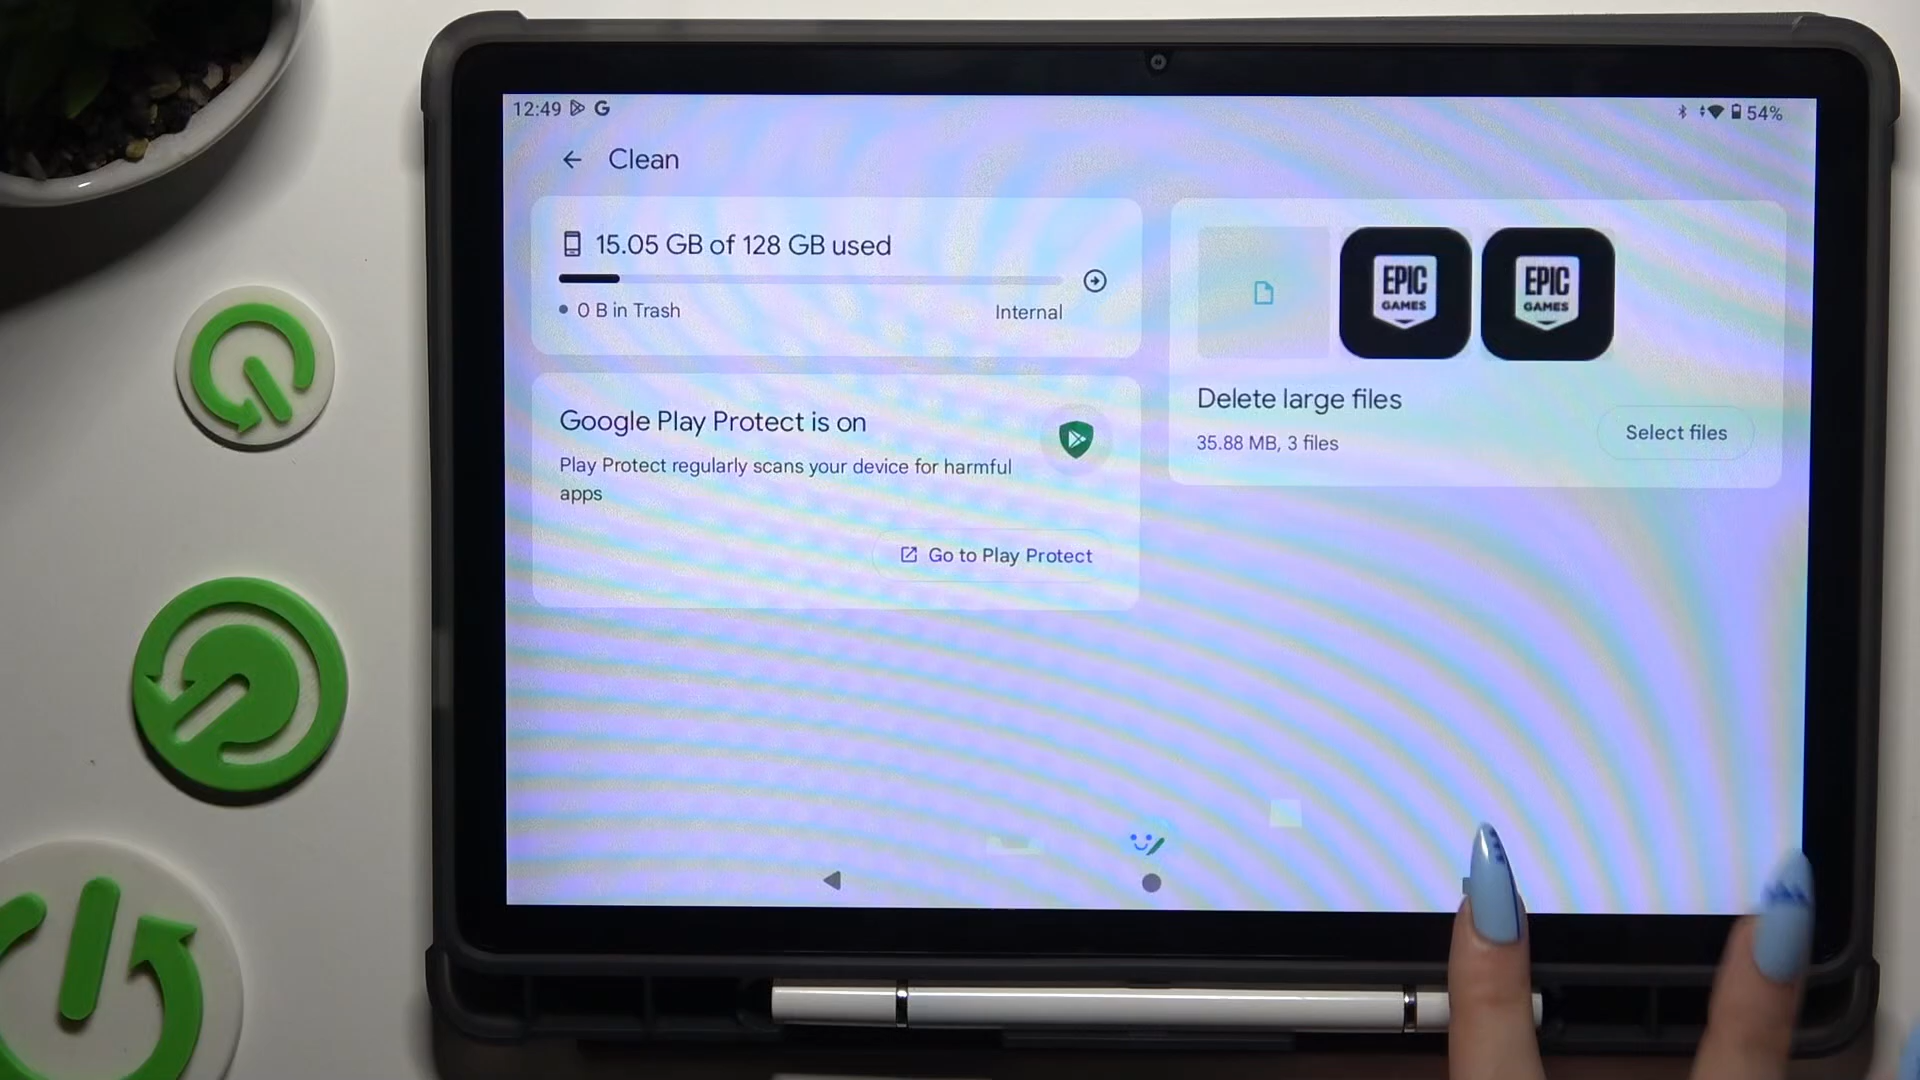 12:49
54%
Clean
15.05 GB of 128 GB used
0 B in Trash
Internal
Google Play Protect is on
Play Protect regularly scans your device for harmful
apps
Go to Play Protect
EPIC
GAMES
EPIC
GAMES
Delete large files
35.88 MB, 3 files
Select files